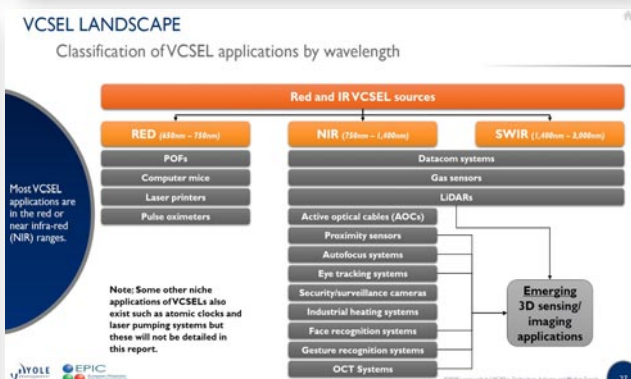 VCSEL LANDSCAPE
Classification of VCSEL applications by wavelength
Red and IR VCSEL sources
RED (650nm – 750nm)
NIR (750nm – 1,400nm)
SWIR (1,400nm – 3,000nm)
POFs
Computer mice
Laser printers
Pulse oximeters
Datacom systems
Gas sensors
LiDARs
Active optical cables (AOCs)
Proximity sensors
Autofocus systems
Eye tracking systems
Security/surveillance cameras
Industrial heating systems
Face recognition systems
Gesture recognition systems
OCT Systems
Emerging
3D sensing/
imaging
applications
Most VCSEL
applications are
in the red or
near infra-red
(NIR) ranges.
Note: Some other niche
applications of VCSELs also
exist such as atomic clocks and
laser pumping systems but
these will not be detailed in
this report.
YOLE
EPIC